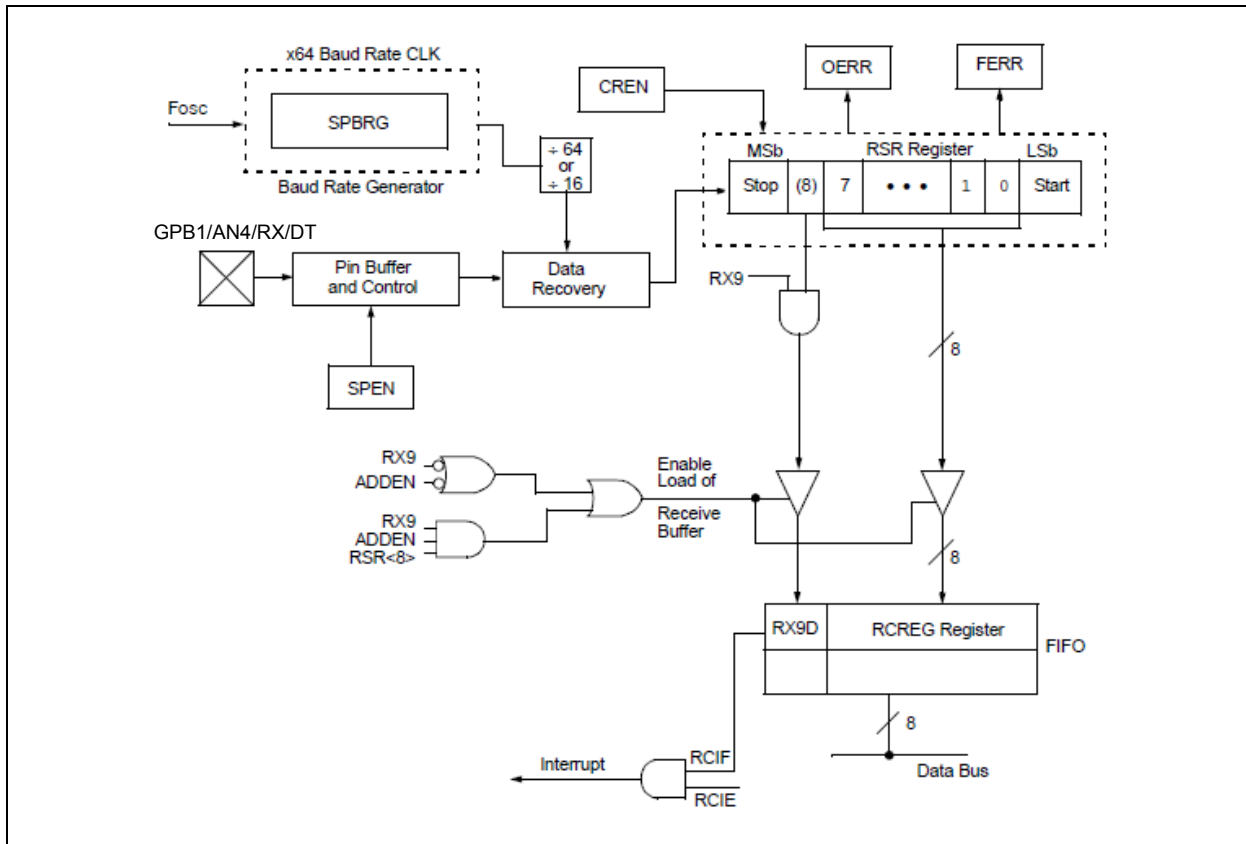 x64 Baud Rate CLK
Fosc
SPBRG
Baud Rate Generator
÷ 64
or
÷ 16
CREN
OERR
FERR
MSb
RSR Register
LSb
Stop (8) 7 • • • 1 0 Start
GPB1/AN4/RX/DT
Pin Buffer
and Control
Data
Recovery
SPEN
RX9
8
RX9
ADDEN
RX9
ADDEN
RSR<8>
Enable
Load of
Receive
Buffer
8
RX9D
RCREG Register
FIFO
8
Data Bus
Interrupt
RCIF
RCIE